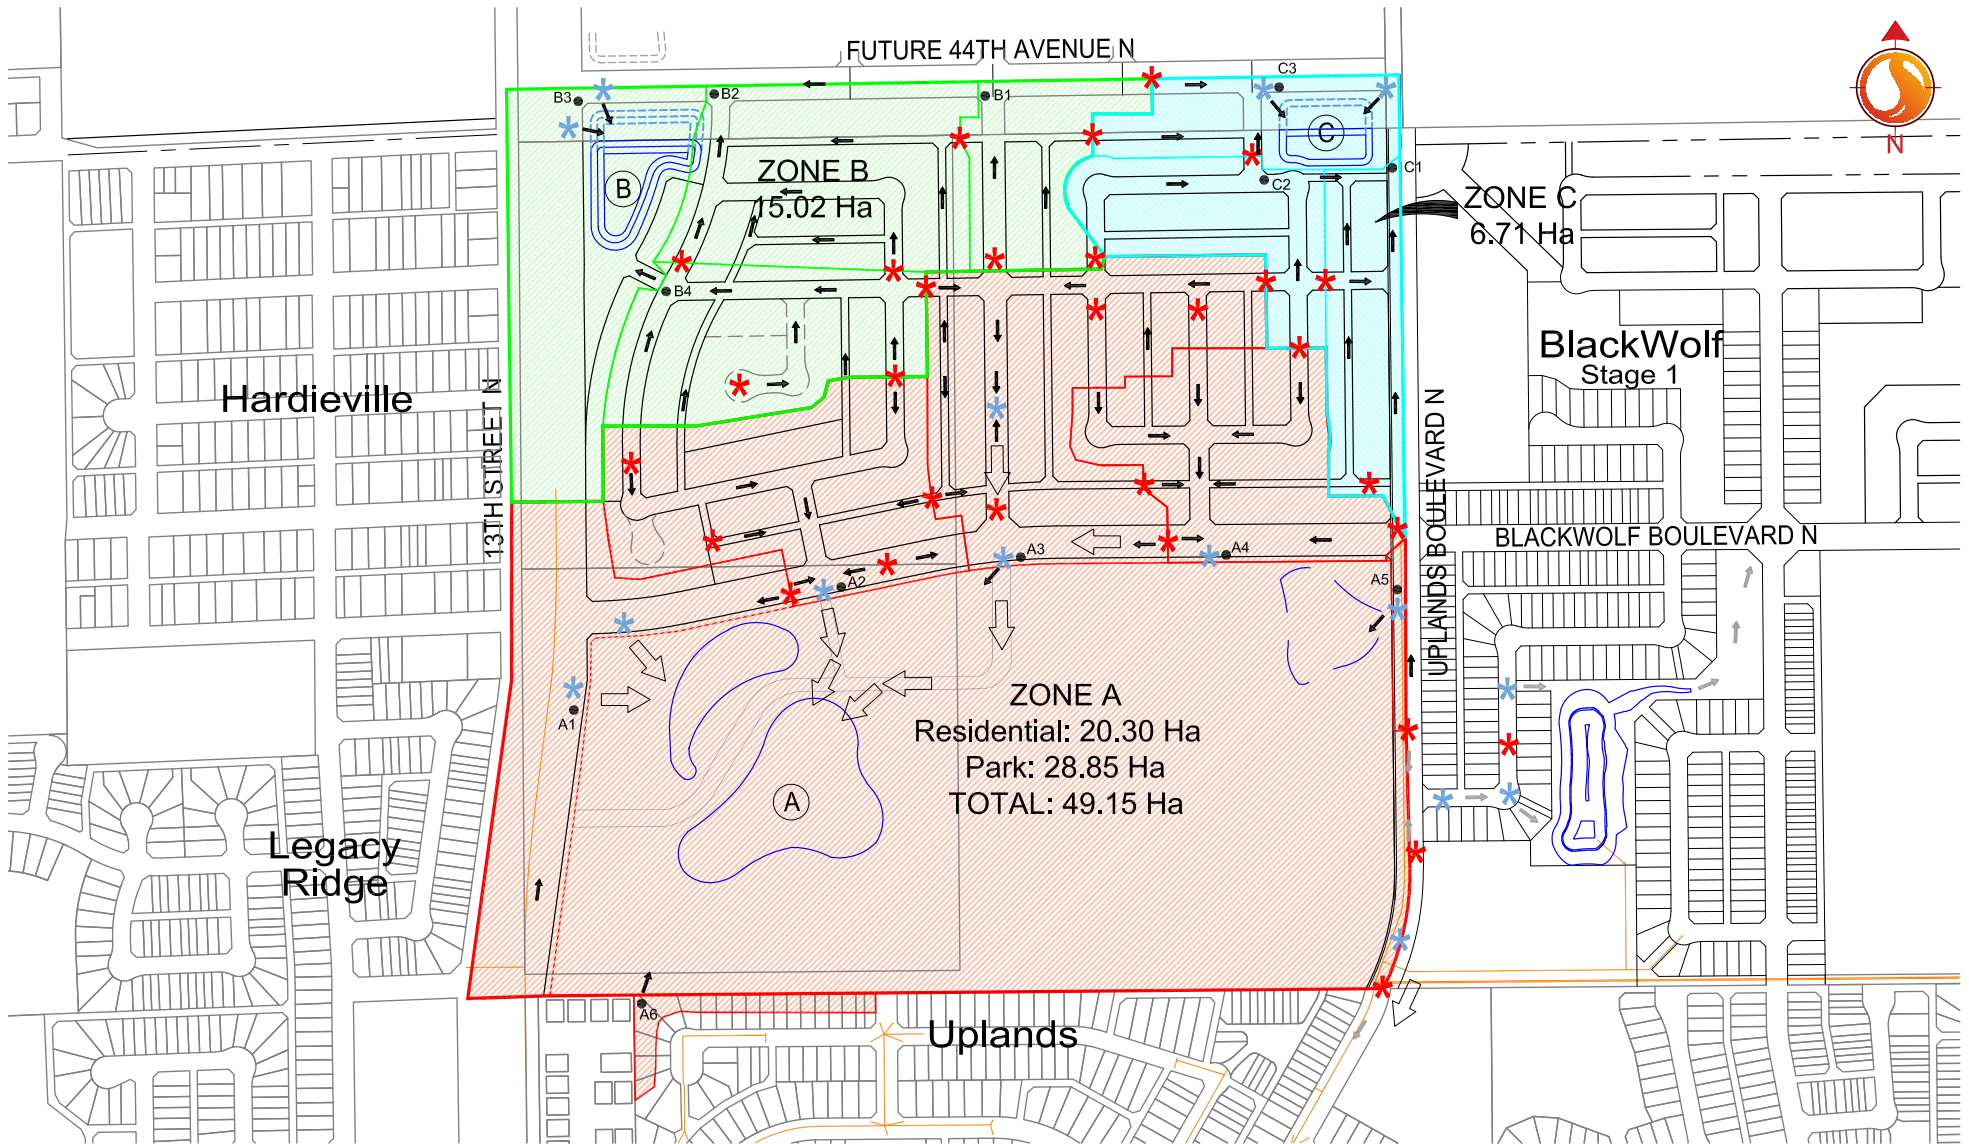 FUTURE 44TH AVENUE N
C3
B3
B2
B1
N
C
ZONE B
15.02 Ha
B
C2
C1
ZONE C
6.71 Ha
B4
BlackWolf
Stage 1
Hardieville
13TH STREET N
UPLANDS BOULEVARD N
BLACKWOLF BOULEVARD N
A3
A4
A2
A5
ZONE A
Residential: 20.30 Ha
Park: 28.85 Ha
TOTAL: 49.15 Ha
A1
A
Legacy
Ridge
A6
Uplands